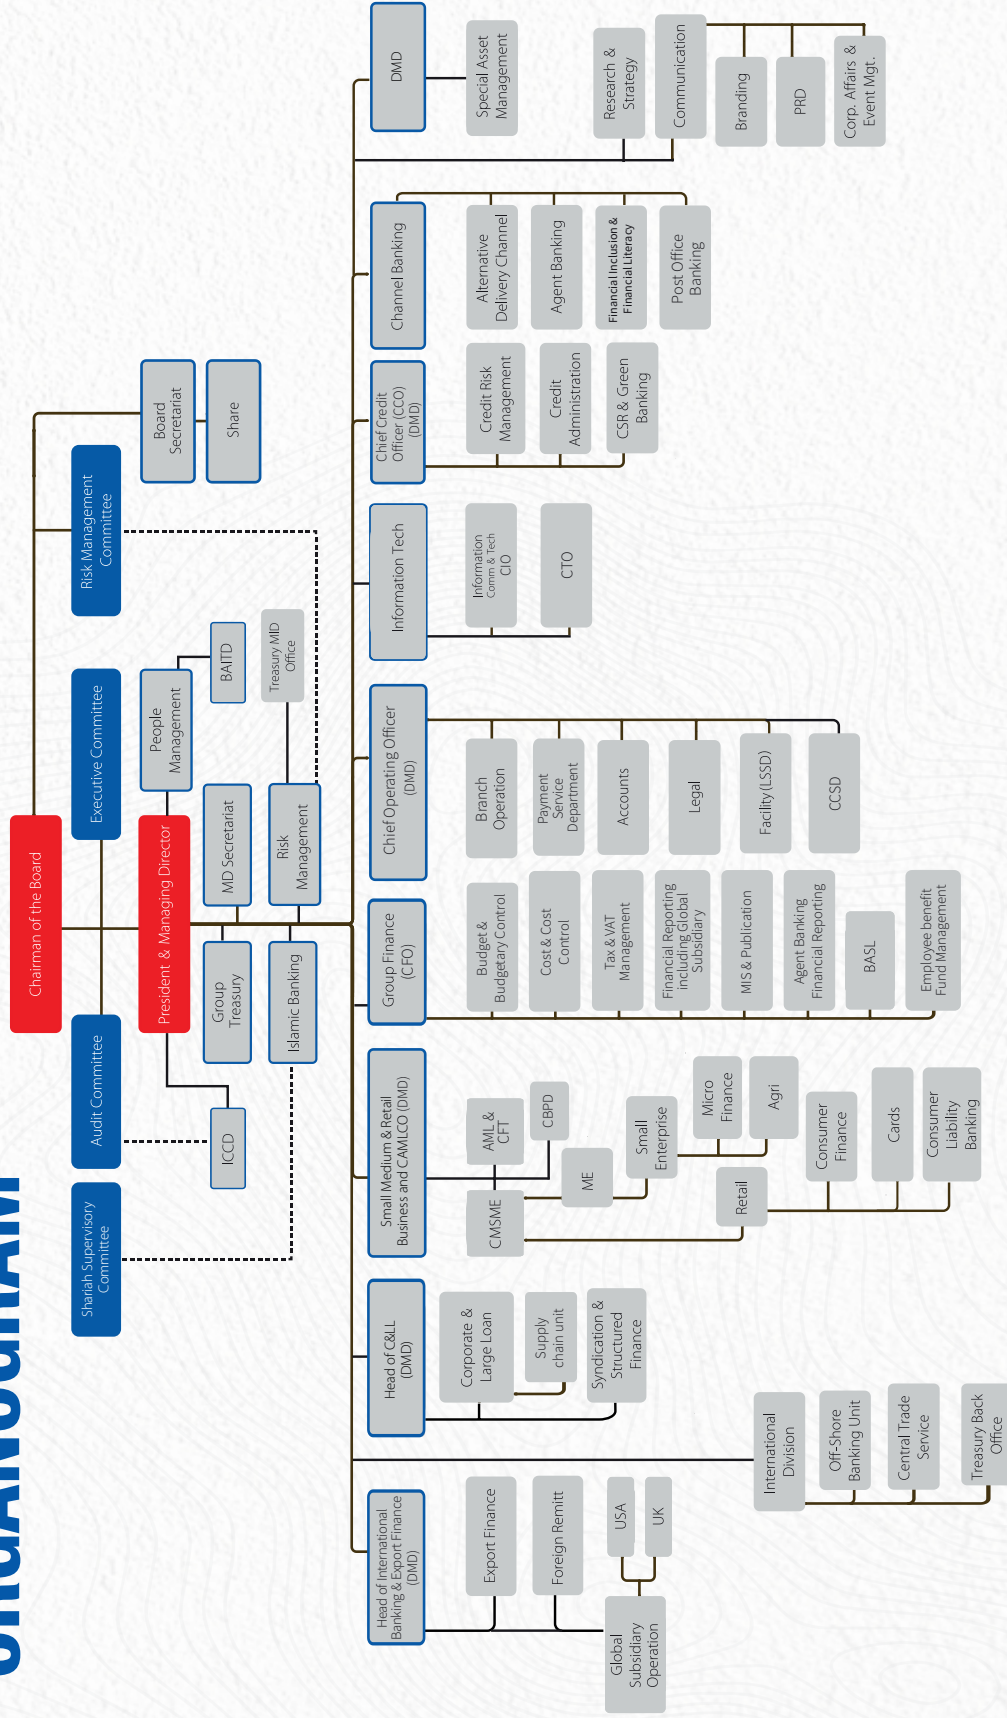 ORGANOGRAM
Chairman of the Board
Shariah Supervisory
Committee
Audit Committee
Executive Committee
Risk Management
Committee
President & Managing Director
People
Management
Board
Secretariat
ICCD
Group
Treasury
MD Secretariat
BAITD
Share
Islamic Banking
Risk
Management
Treasury MID
Office
Head of International
Banking & Export Finance
(DMD)
Export Finance
Foreign Remitt
Global
Subsidiary
Operation
USA
UK
International
Division
Off-Shore
Banking Unit
Central Trade
Service
Treasury Back
Office
Head of C&LL
(DMD)
Corporate &
Large Loan
Supply
chain unit
Syndication &
Structured
Finance
Small Medium & Retail
Business and CAMLCO (DMD)
CMSME
AML &
CFT
CBPD
ME
Small
Enterprise
Micro
Finance
Agri
Retail
Consumer
Finance
Cards
Consumer
Liability
Banking
Group Finance
(CFO)
Budget &
Budgetary Control
Cost & Cost
Control
Tax & VAT
Management
Financial Reporting
including Global
Subsidiary
MIS & Publication
Agent Banking
Financial Reporting
BASL
Employee benefit
Fund Management
Chief Operating Officer
(DMD)
Branch
Operation
Payment
Service
Department
Accounts
Legal
Facility (LSSD)
CCSD
Information Tech
Information
Comm & Tech
CIO
CTO
Chief Credit
Officer (CCO)
(DMD)
Credit Risk
Management
Credit
Administration
CSR & Green
Banking
Channel Banking
Alternative
Delivery Channel
Agent Banking
Financial Inclusion &
Financial Literacy
Post Office
Banking
DMD
Special Asset
Management
Research &
Strategy
Communication
Branding
PRD
Corp. Affairs &
Event Mgt.